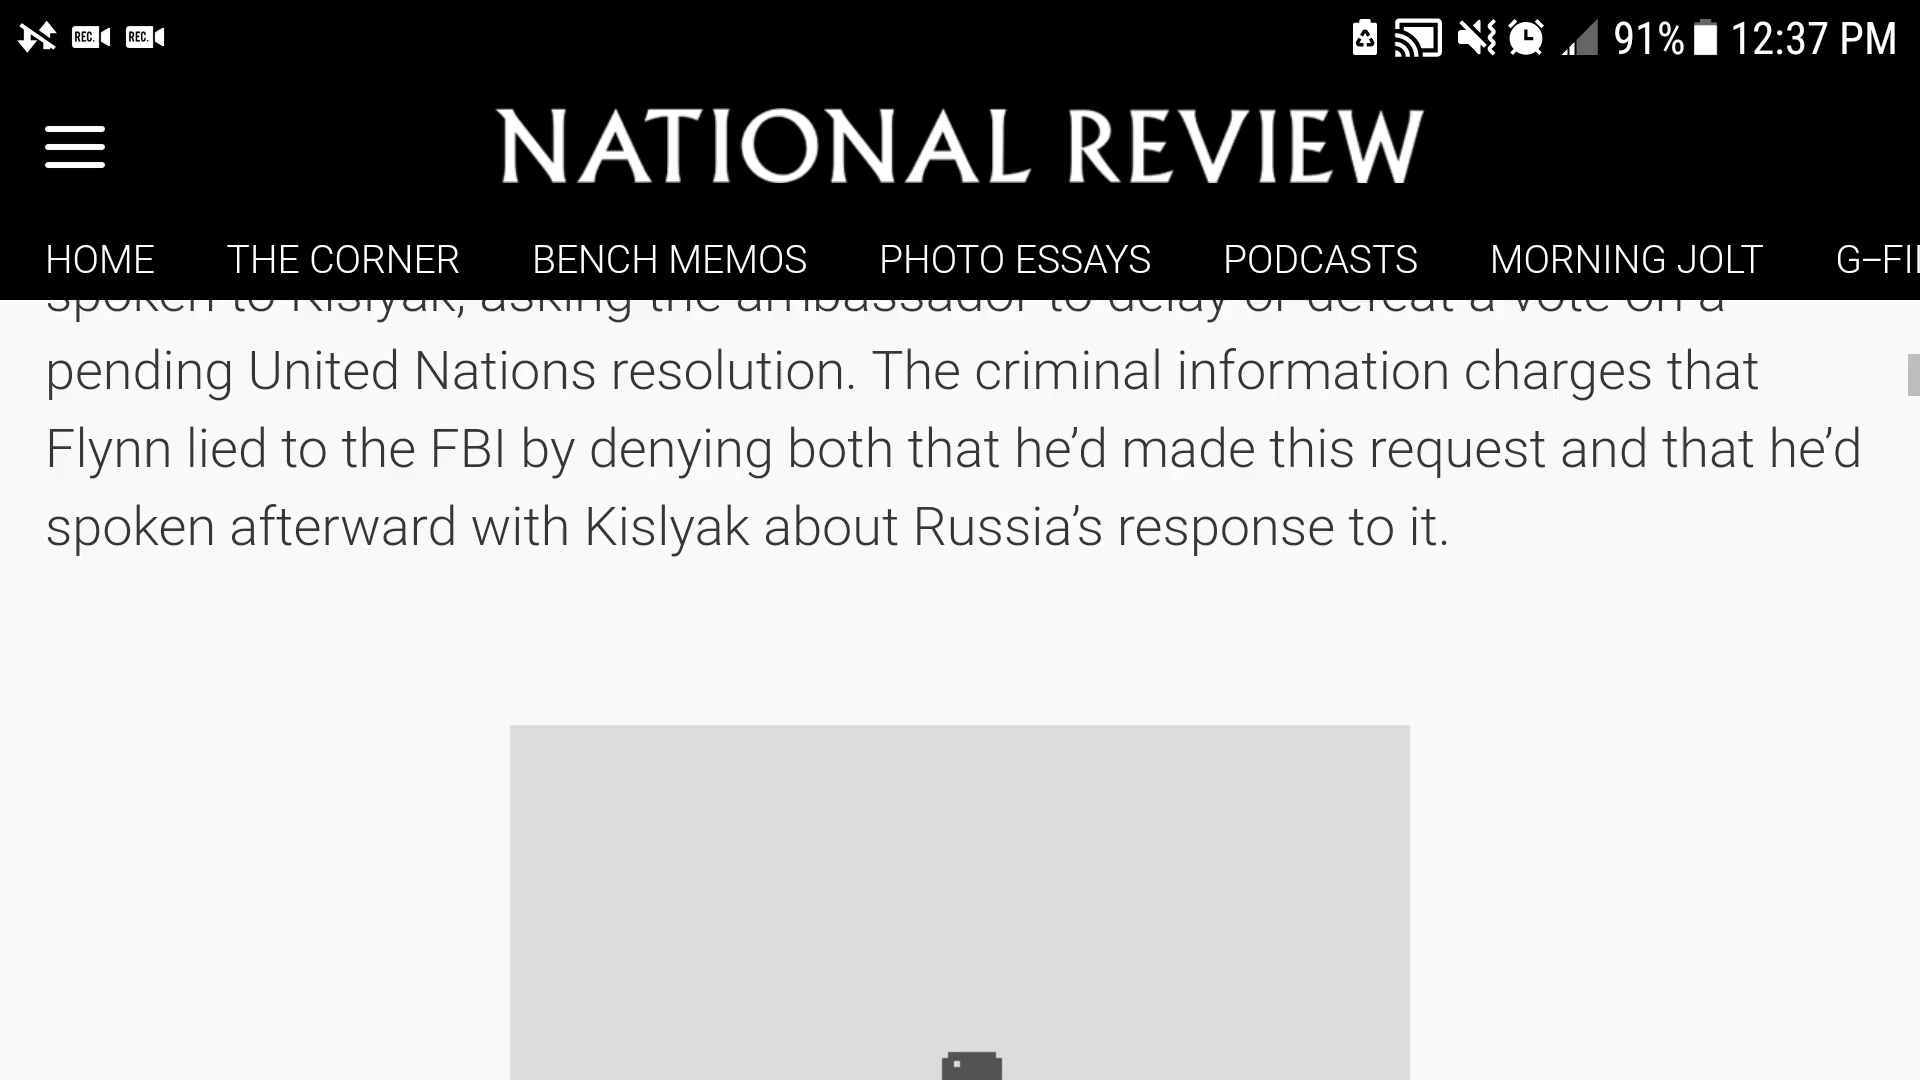 REC. REC. 91% 12:37 PM
NATIONAL REVIEW
HOME THE CORNER BENCH MEMOS PHOTO ESSAYS PODCASTS MORNING JOLT G-FI
spoken to Kislyak, asking the ambassador to delay or defeat a vote on a
pending United Nations resolution. The criminal information charges that
Flynn lied to the FBI by denying both that he’d made this request and that he’d
spoken afterward with Kislyak about Russia’s response to it.